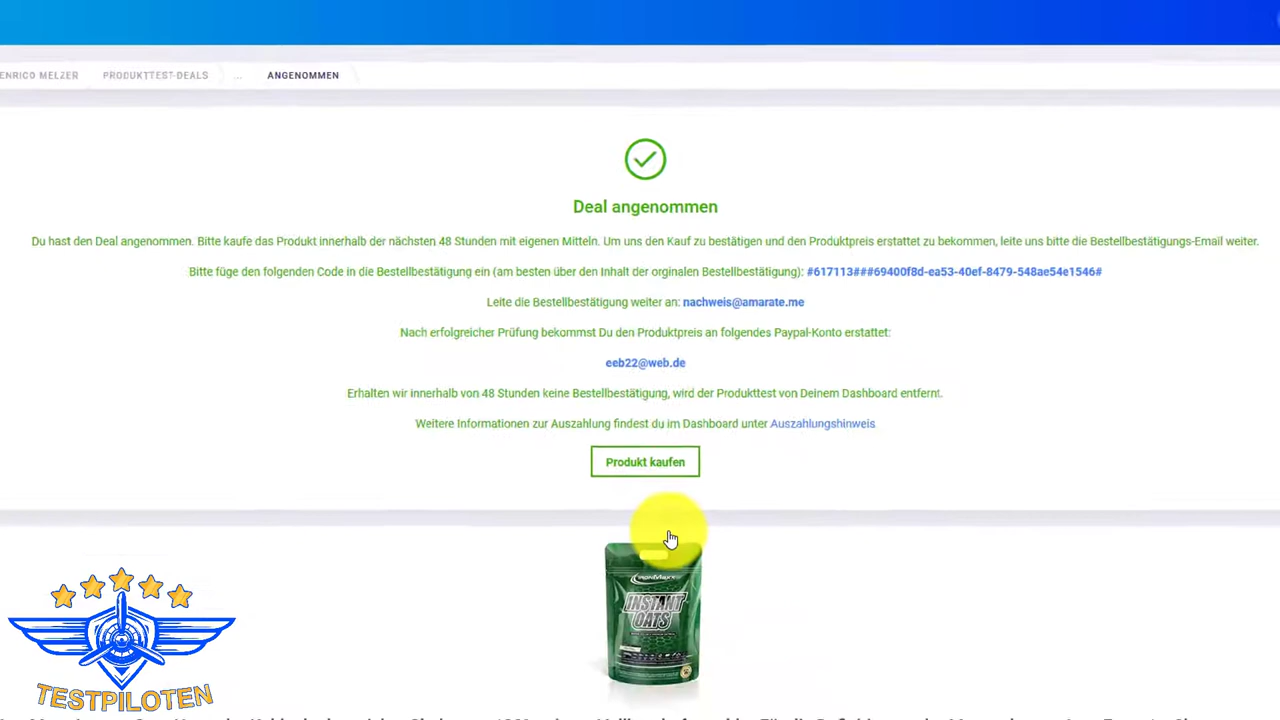 ENRICO MELZER PRODUKTTEST-DEALS ... ANGENOMMEN
Deal angenommen
Du hast den Deal angenommen. Bitte kaufe das Produkt innerhalb der nächsten 48 Stunden mit eigenen Mitteln. Um uns den Kauf zu bestätigen und den Produktpreis erstattet zu bekommen, leite uns bitte die Bestellbestätigungs-Email weiter.
Bitte füge den folgenden Code in die Bestellbestätigung ein (am besten über den Inhalt der orginalen Bestellbestätigung): #617113###69400f8d-ea53-40ef-8479-548ae54e1546#
Leite die Bestellbestätigung weiter an: nachweis@amarate.me
Nach erfolgreicher Prüfung bekommst Du den Produktpreis an folgendes Paypal-Konto erstattet:
eeb22@web.de
Erhalten wir innerhalb von 48 Stunden keine Bestellbestätigung, wird der Produkttest von Deinem Dashboard entfernt.
Weitere Informationen zur Auszahlung findest du im Dashboard unter Auszahlungshinweis
Produkt kaufen
IRONMAXX
INSTANT
OATS
TESTPILOTEN